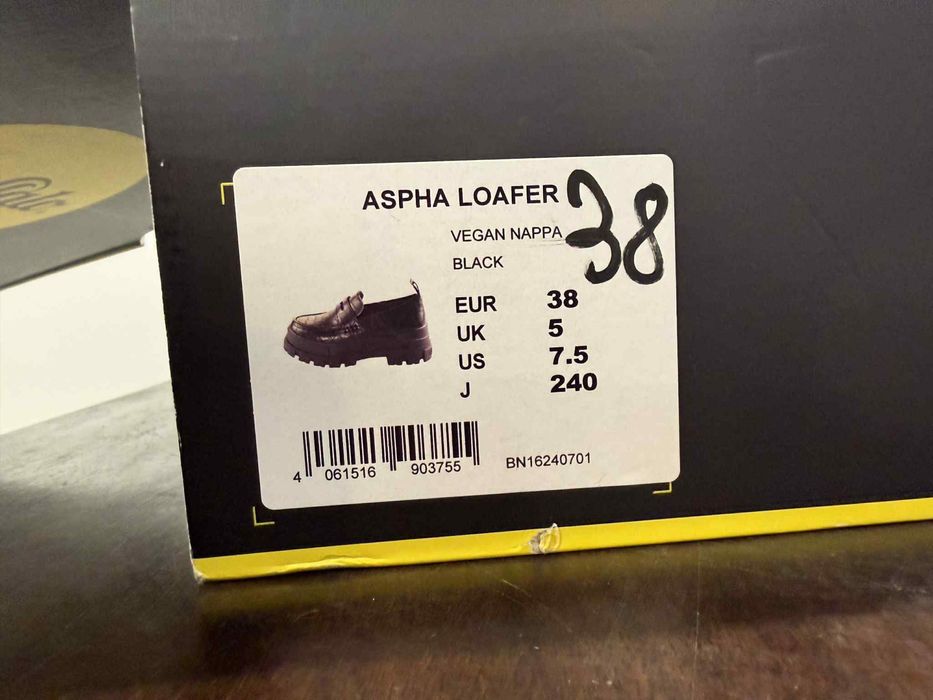 ASPHA LOAFER
38
VEGAN NAPPA
BLACK
EUR 38
UK 5
US 7.5
J 240
4 061516 903755
BN16240701